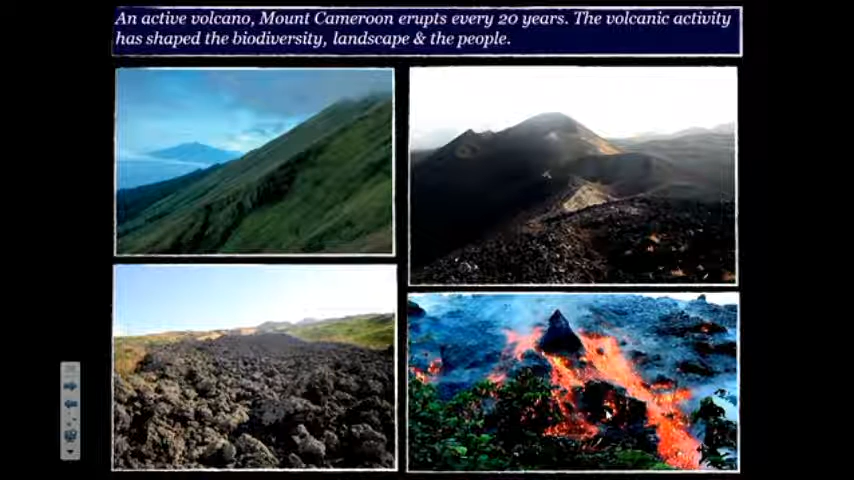 An active volcano, Mount Cameroon erupts every 20 years. The volcanic activity
has shaped the biodiversity, landscape & the people.